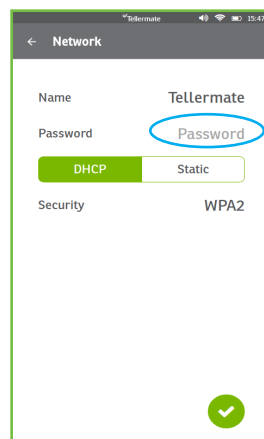 Tellermate 15:47
Network
Name Tellermate
Password Password
DHCP Static
Security WPA2